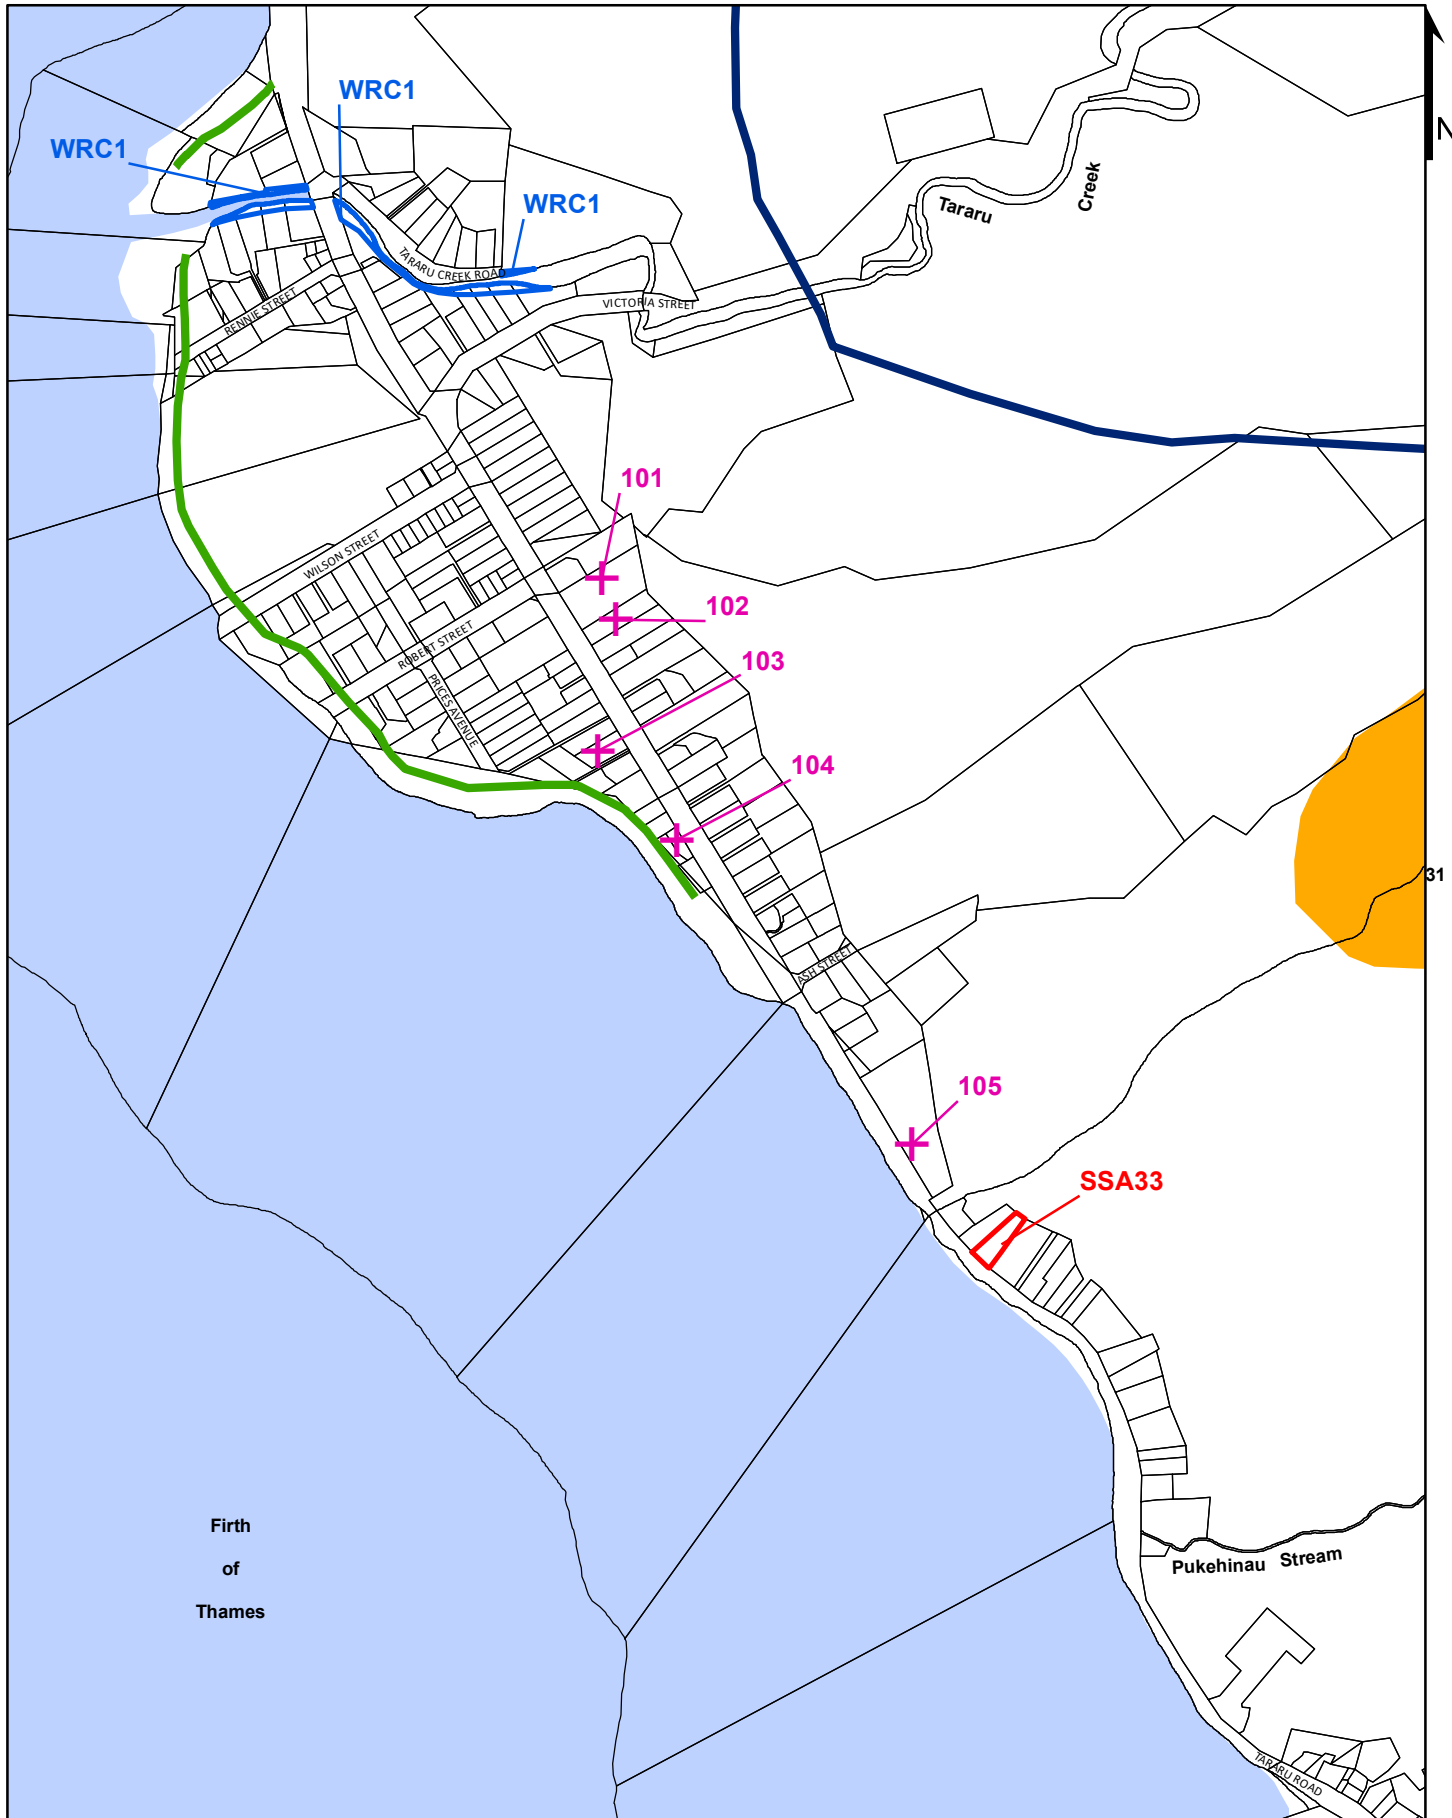 WRC1
N
WRC1
Creek
WRC1
Tararu
TARARU CREEK ROAD
RENNIE STREET
VICTORIA STREET
101
WILSON STREET
102
ROBERT STREET
103
PRICES AVENUE
104
31
ASH STREET
105
SSA33
Firth
of
Thames
Pukehinau Stream
TARARU ROAD